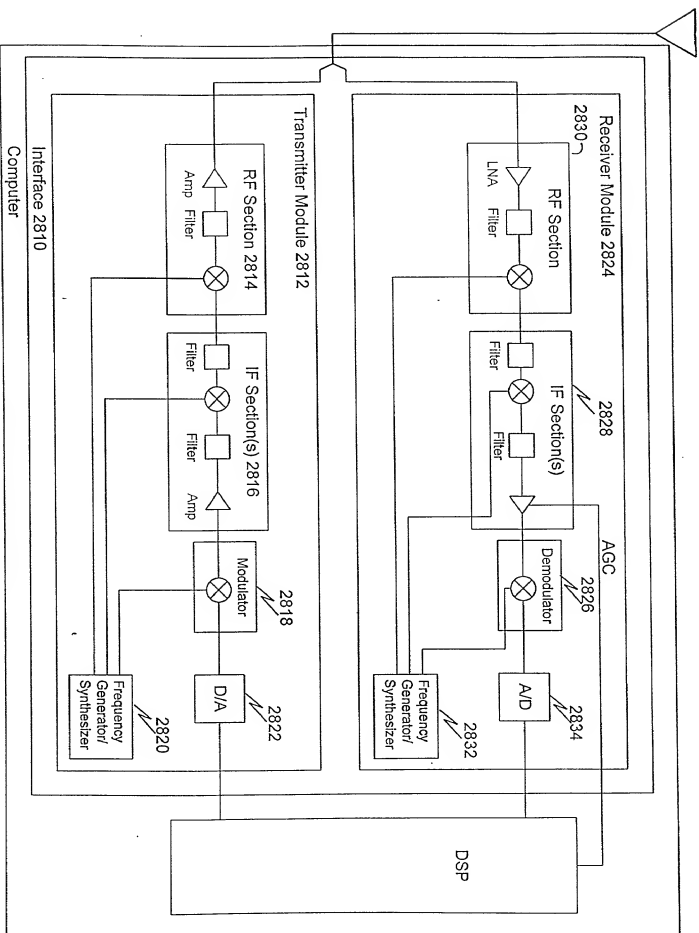 Receiver Module 2824
2830
RF Section
LNA
Filter
2828
IF Section(s)
Filter
Filter
AGC
2826
Demodulator
2834
A/D
2832
Frequency
Generator/
Synthesizer
DSP
Transmitter Module 2812
RF Section 2814
Amp
Filter
IF Section(s) 2816
Filter
Filter
Amp
2818
Modulator
2822
D/A
2820
Frequency
Generator/
Synthesizer
Interface 2810
Computer